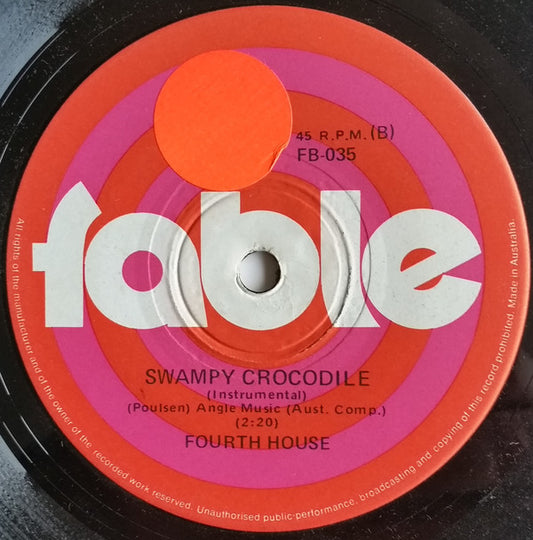 45 R.P.M. (B)
FB-035
fable
SWAMPY CROCODILE
(Instrumental)
(Poulsen) Angle Music (Aust. Comp.)
(2:20)
FOURTH HOUSE
All rights of the manufacturer and of the owner of the recorded work reserved. Unauthorised public performance, broadcasting and copying of this record prohibited. Made in Australia.